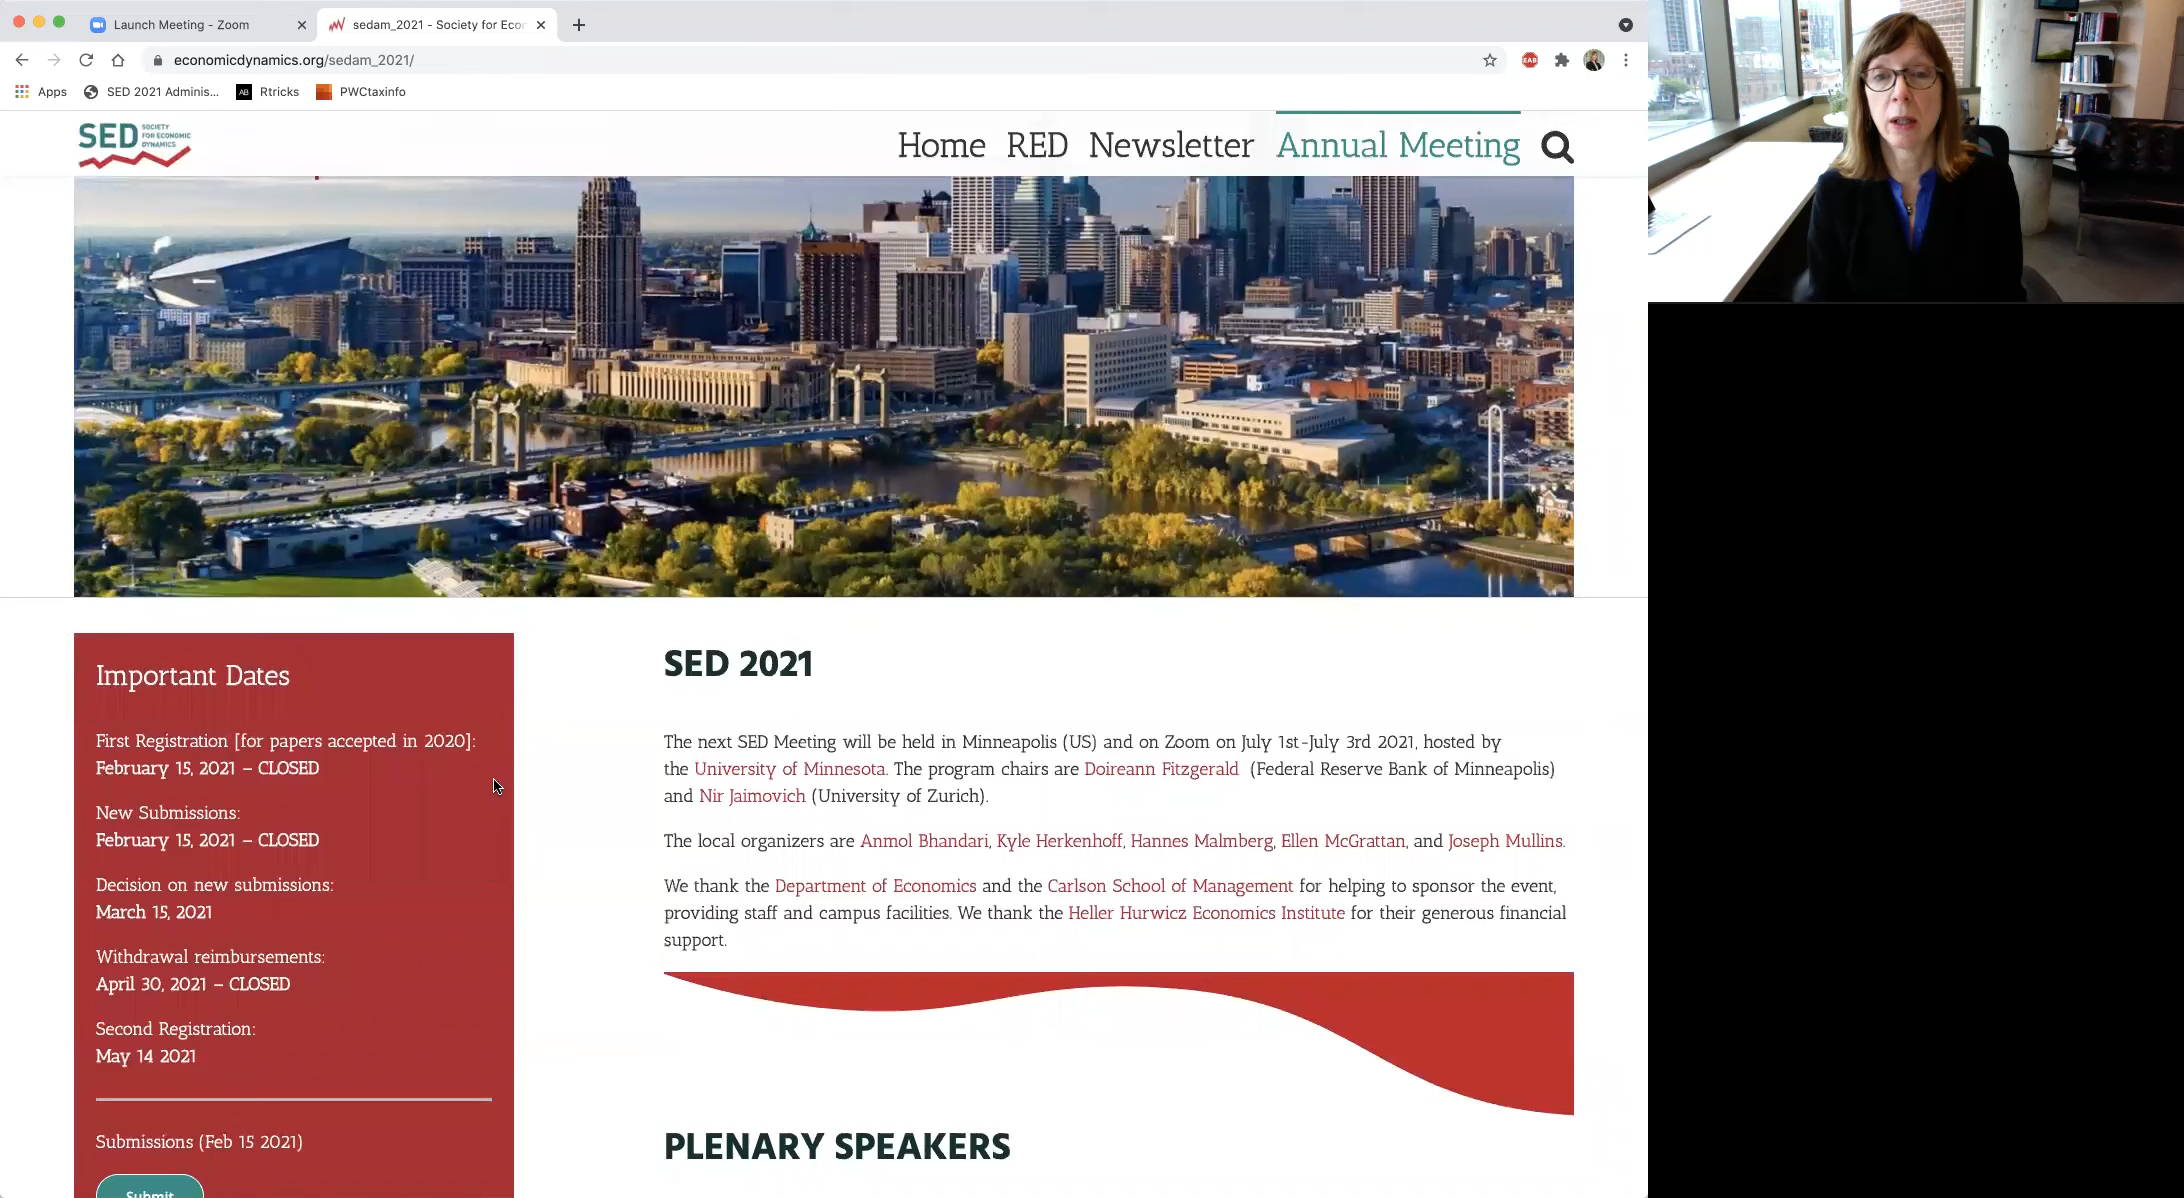 Launch Meeting - Zoom
sedam_2021 - Society for Eco
economicdynamics.org/sedam_2021/
EAB
Apps
SED 2021 Adminis...
AB
Rtricks
PWCtaxinfo
SED
SOCIETY
FOR ECONOMIC
DYNAMICS
Home RED Newsletter Annual Meeting
Important Dates
First Registration [for papers accepted in 2020]:
February 15, 2021 – CLOSED
New Submissions:
February 15, 2021 – CLOSED
Decision on new submissions:
March 15, 2021
Withdrawal reimbursements:
April 30, 2021 – CLOSED
Second Registration:
May 14 2021
Submissions (Feb 15 2021)
Submit
SED 2021
The next SED Meeting will be held in Minneapolis (US) and on Zoom on July 1st-July 3rd 2021, hosted by
the University of Minnesota. The program chairs are Doireann Fitzgerald (Federal Reserve Bank of Minneapolis)
and Nir Jaimovich (University of Zurich).
The local organizers are Anmol Bhandari, Kyle Herkenhoff, Hannes Malmberg, Ellen McGrattan, and Joseph Mullins.
We thank the Department of Economics and the Carlson School of Management for helping to sponsor the event,
providing staff and campus facilities. We thank the Heller Hurwicz Economics Institute for their generous financial
support.
PLENARY SPEAKERS